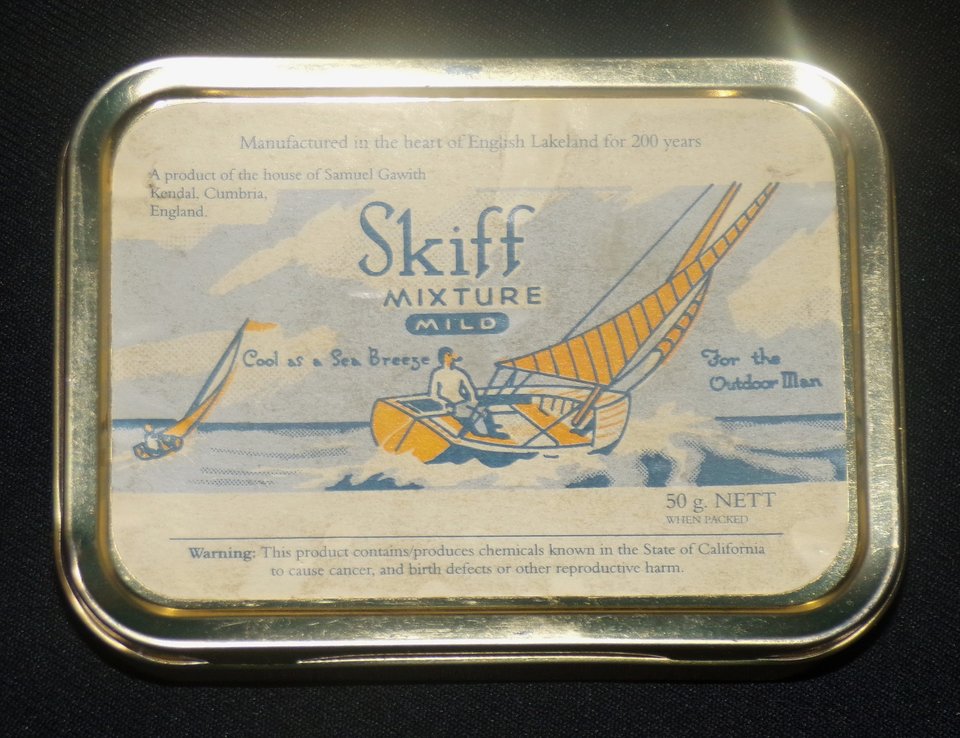 Manufactured in the heart of English Lakeland for 200 years
A product of the house of Samuel Gawith
Kendal, Cumbria,
England.
Skiff
MIXTURE
MILD
Cool as a Sea Breeze
For the
Outdoor Man
50 g. NETT
WHEN PACKED
Warning: This product contains/produces chemicals known in the State of California
to cause cancer, and birth defects or other reproductive harm.